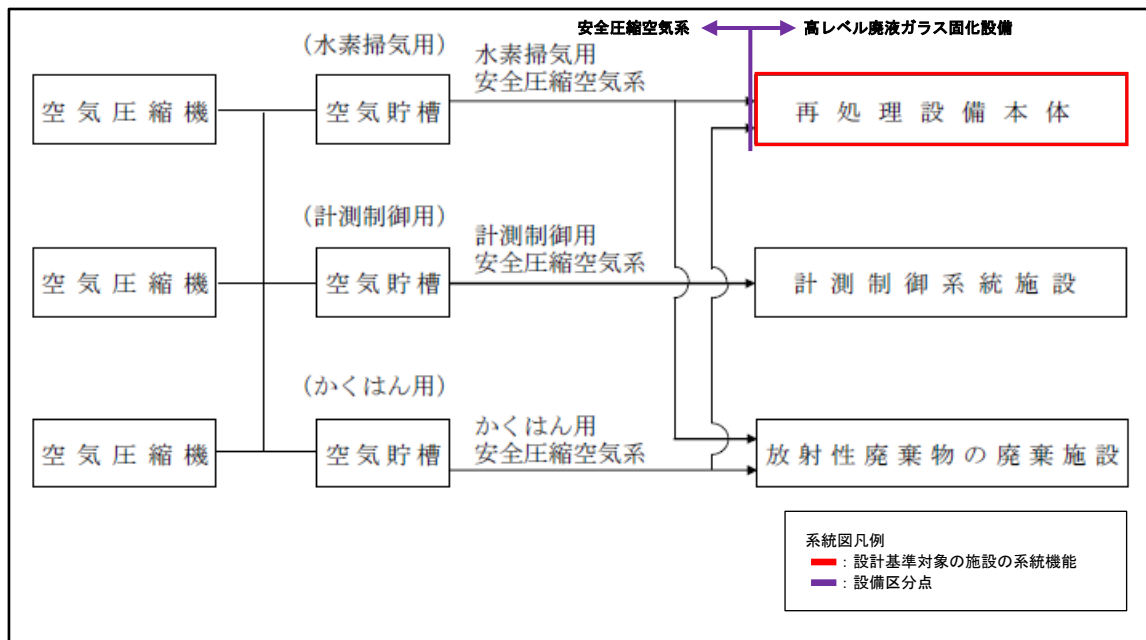 安全圧縮空気系
高レベル廃液ガラス固化設備
(水素掃気用)
水素掃気用
安全圧縮空気系
空気圧縮機
空気貯槽
再処理設備本体
(計測制御用)
計測制御用
安全圧縮空気系
空気圧縮機
空気貯槽
計測制御系統施設
(かくはん用)
かくはん用
安全圧縮空気系
空気圧縮機
空気貯槽
放射性廃棄物の廃棄施設
系統図凡例
：設計基準対象の施設の系統機能
：設備区分点